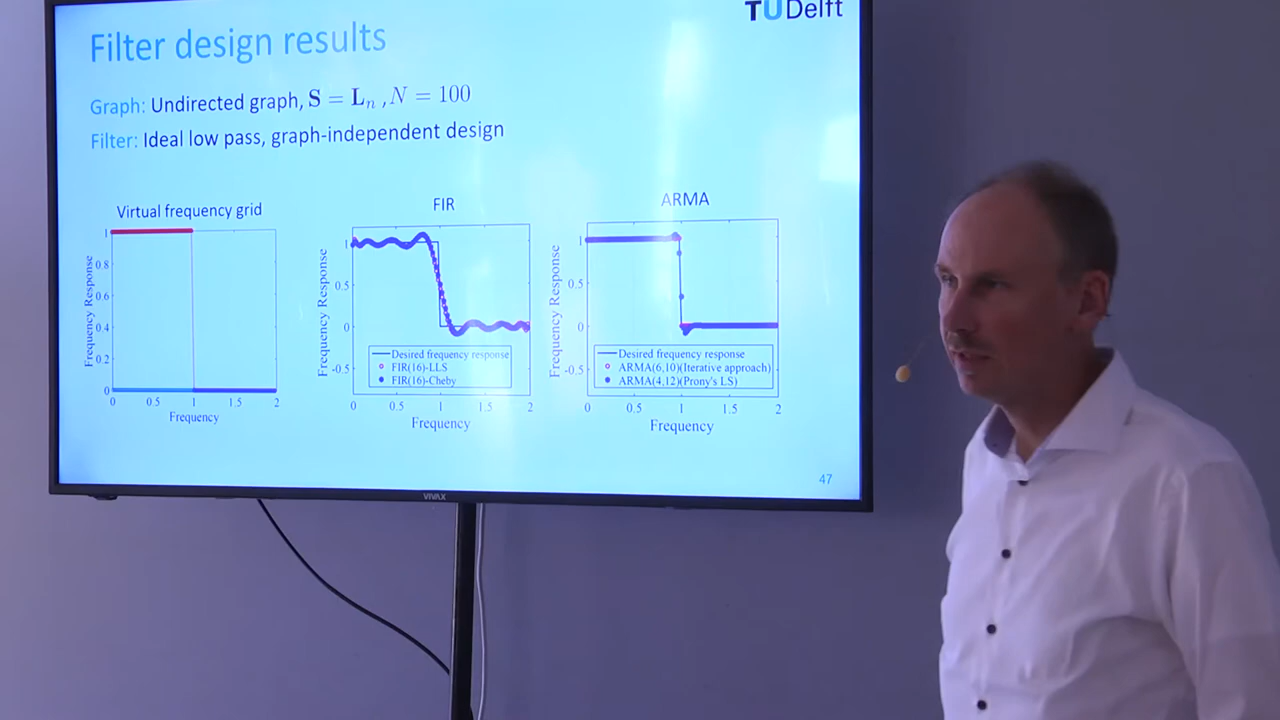 TUDelft
Filter design results
Graph: Undirected graph, S = Lₙ , N = 100
Filter: Ideal low pass, graph-independent design
Virtual frequency grid
Frequency Response
1
0.8
0.6
0.4
0.2
0
0 0.5 1 1.5 2
Frequency
FIR
Frequency Response
1
0.5
0
-0.5
Desired frequency response
FIR(16)-LLS
FIR(16)-Cheby
0 0.5 1 1.5 2
Frequency
ARMA
Frequency Response
1
0.5
0
-0.5
Desired frequency response
ARMA(6,10)(Iterative approach)
ARMA(4,12)(Prony's LS)
0 0.5 1 1.5 2
Frequency
47
VIVAX